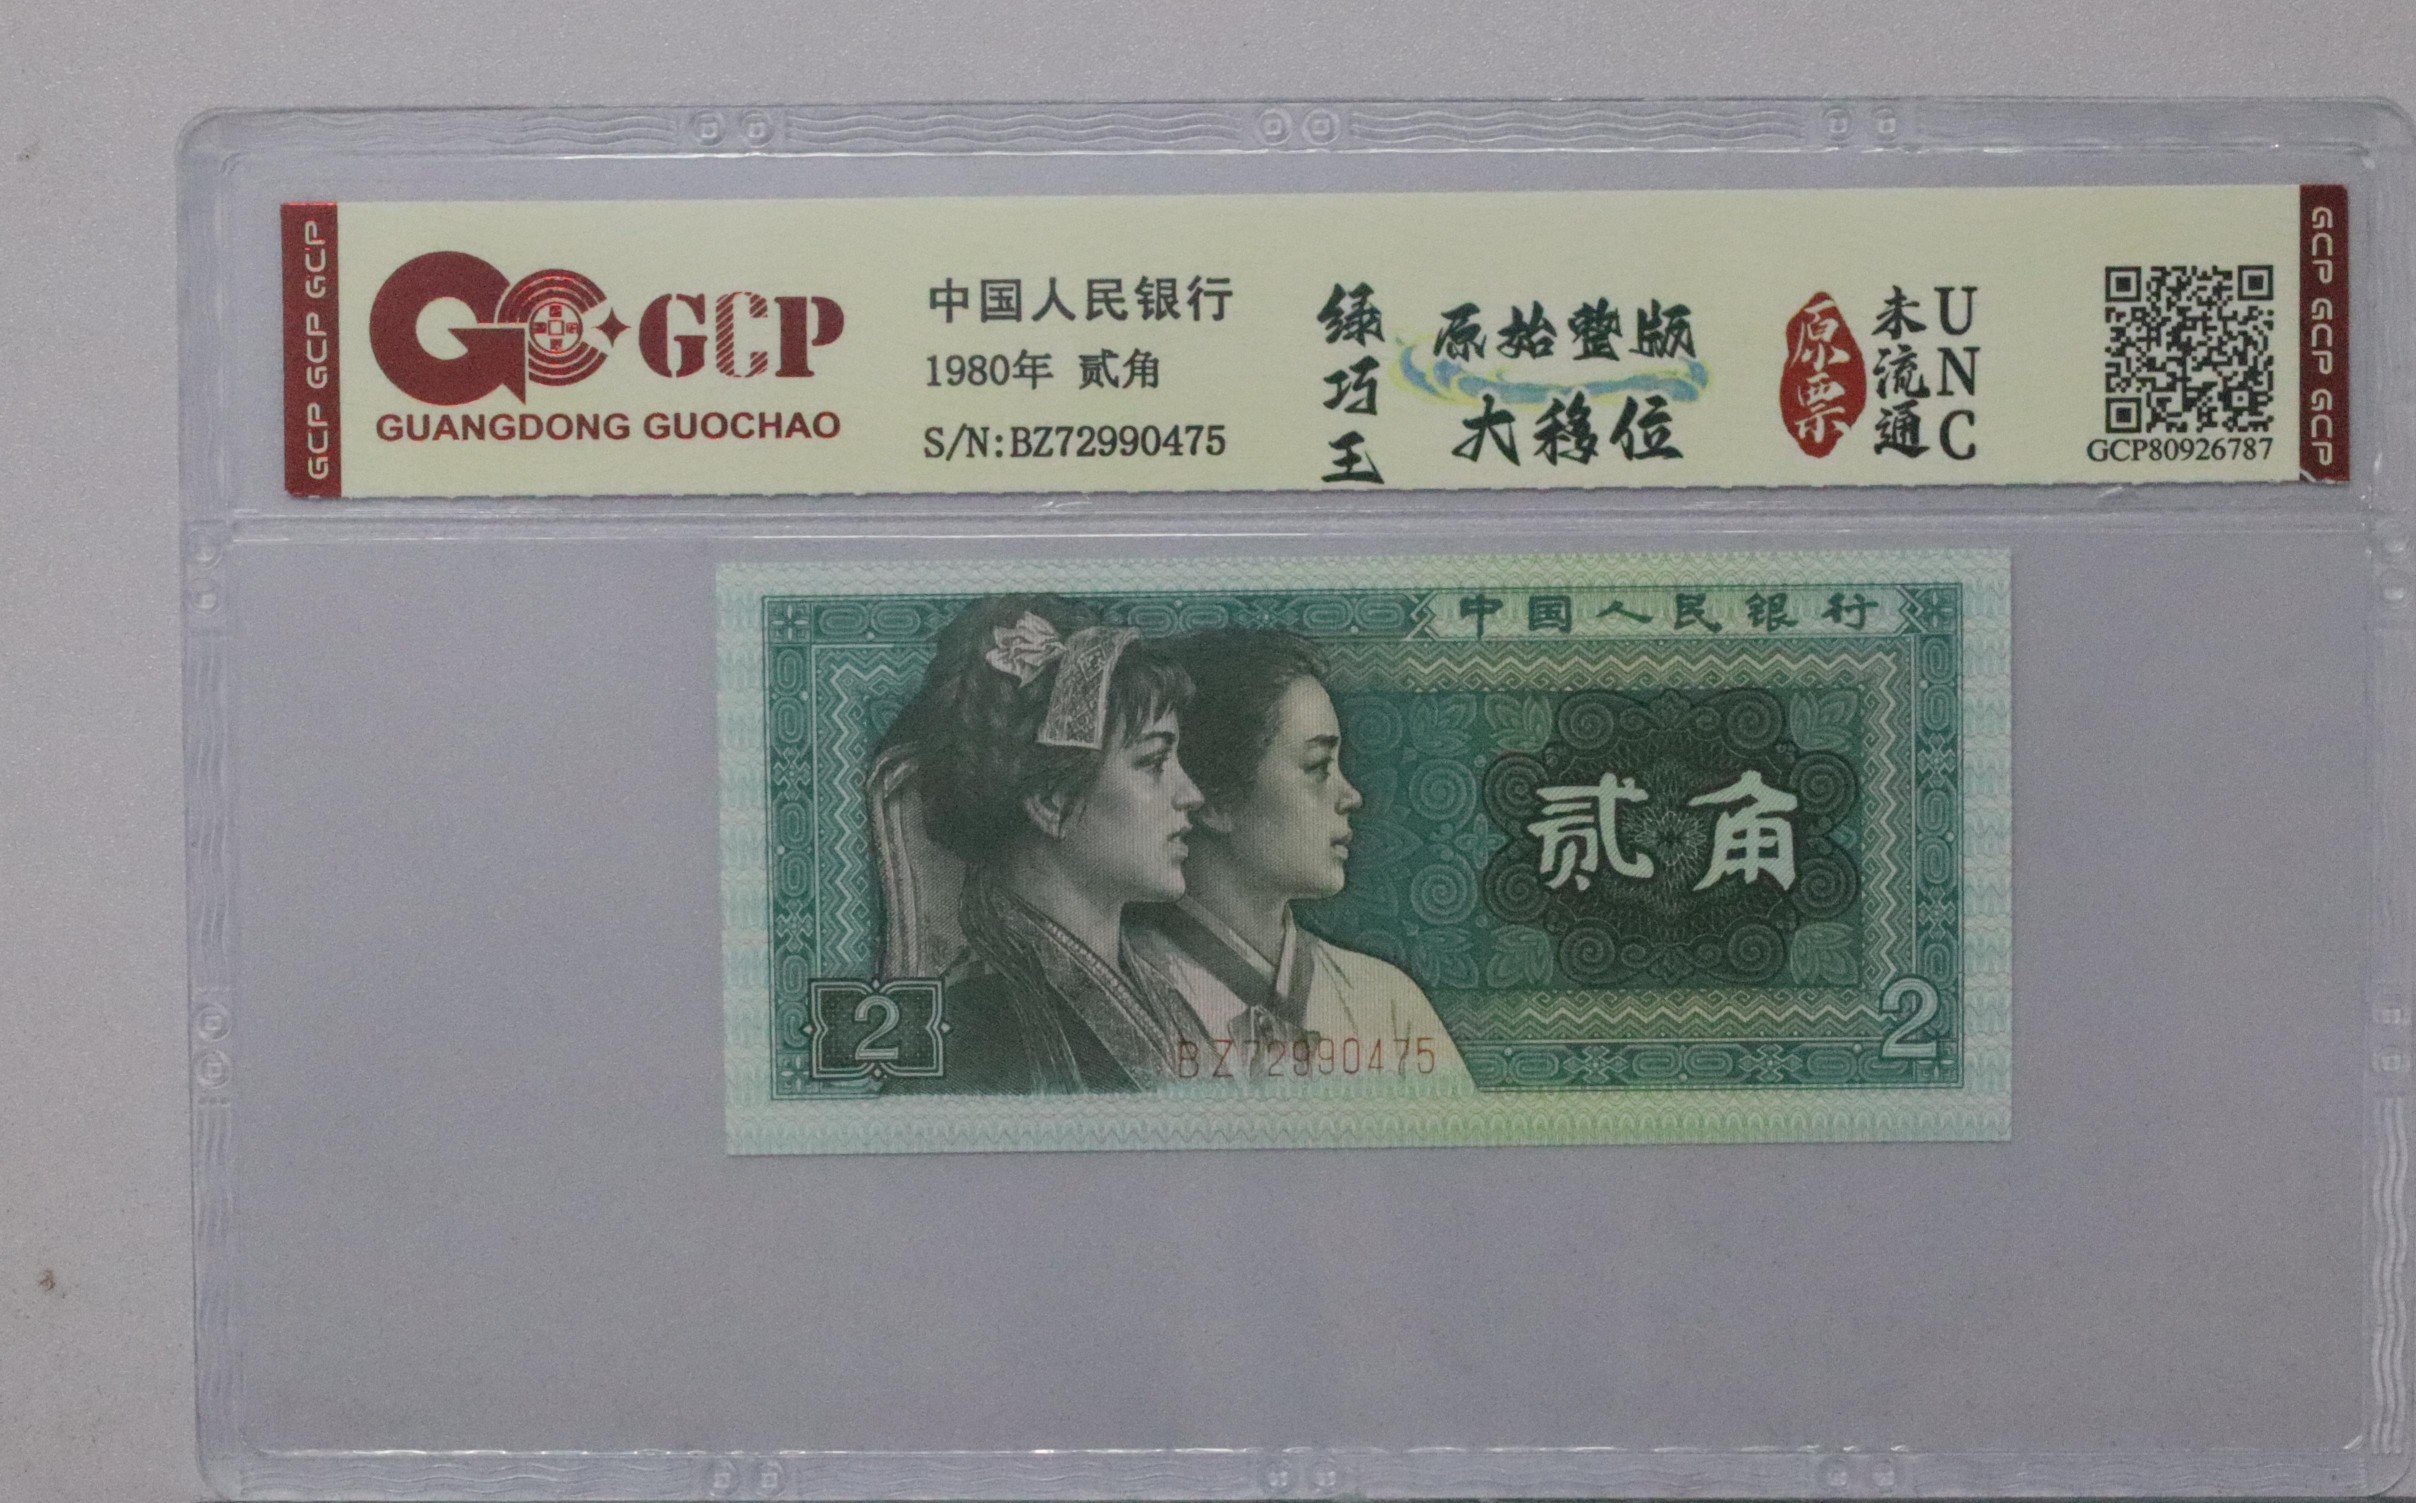 GCP GCP GCP
GCP
GUANGDONG GUOCHAO
中国人民银行
1980年 贰角
S/N:BZ72990475
绿巧王
原始整版
大移位
原票
未流通
UNC
GCP80926787
GCP GCP GCP
中国人民银行
贰角
2
BZ72990475
2